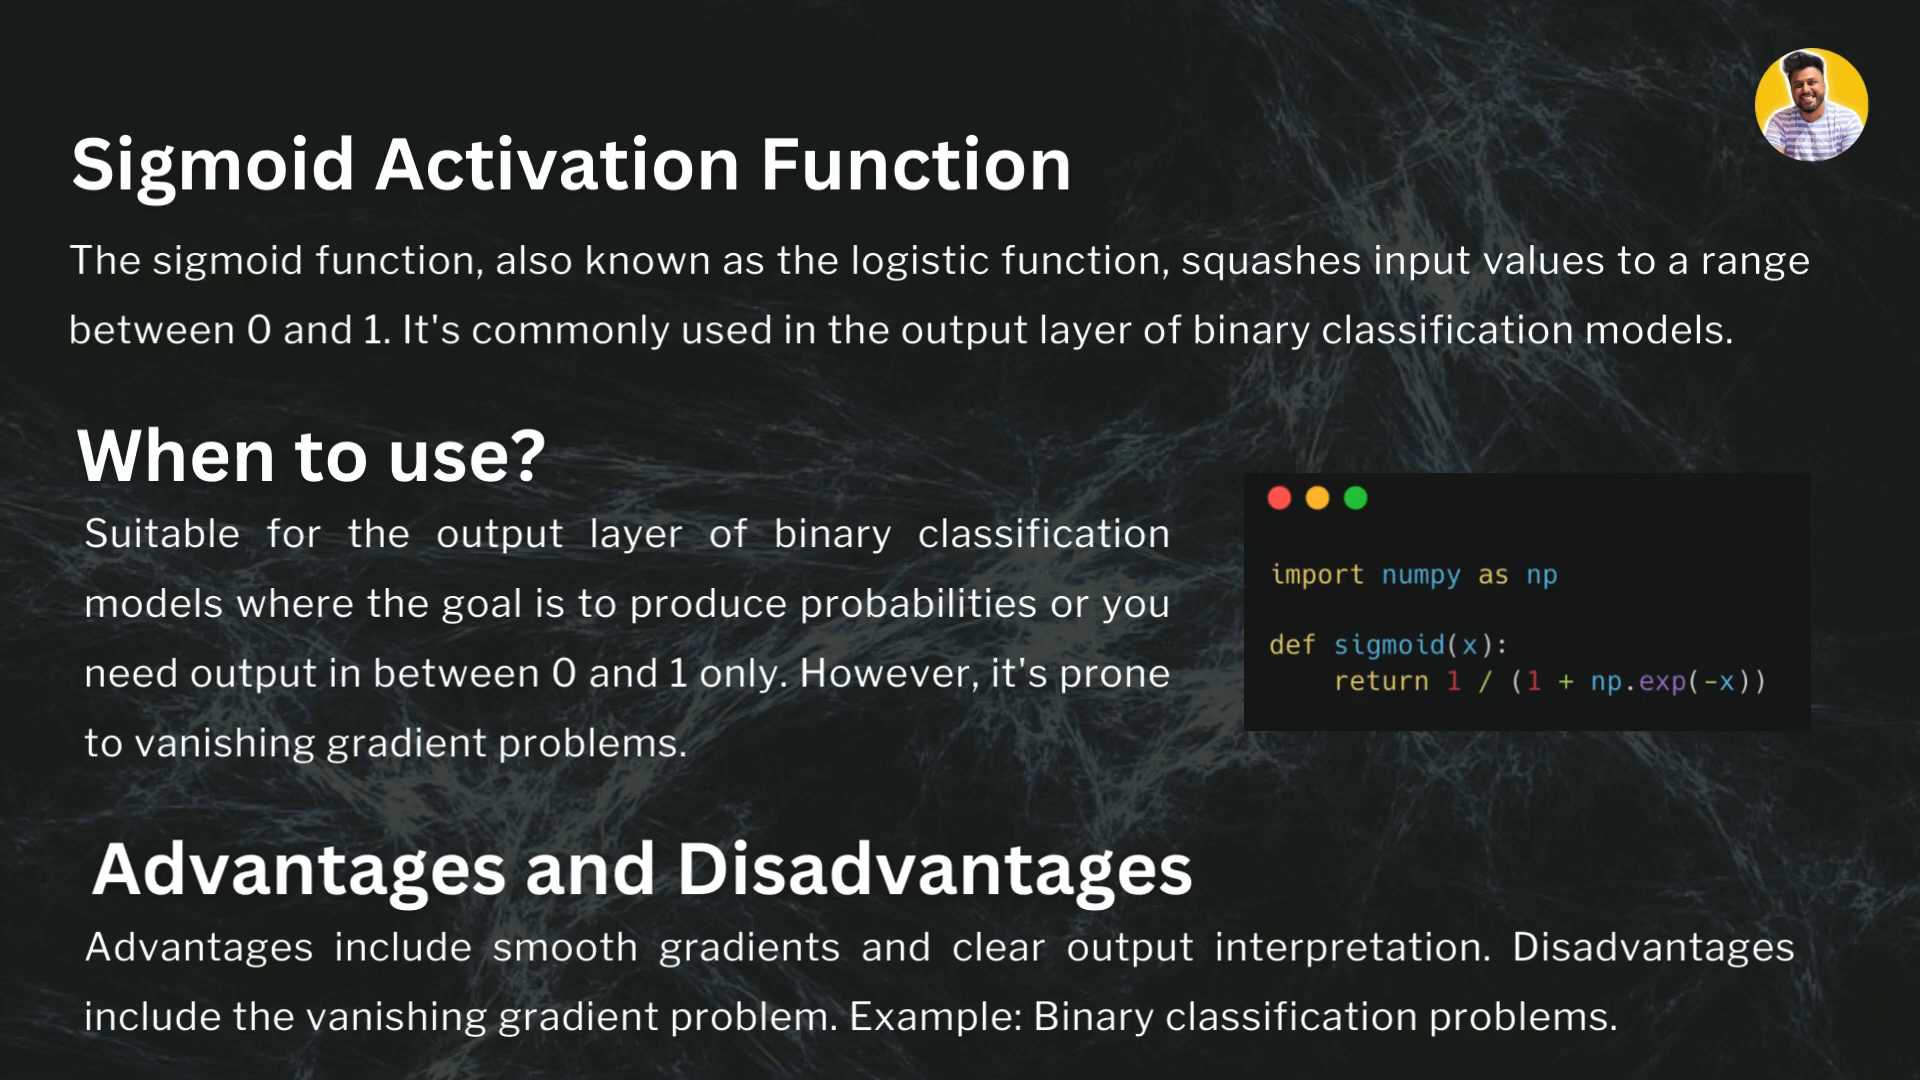 Sigmoid Activation Function
The sigmoid function, also known as the logistic function, squashes input values to a range
between 0 and 1. It's commonly used in the output layer of binary classification models.
When to use?
Suitable for the output layer of binary classification
models where the goal is to produce probabilities or you
need output in between 0 and 1 only. However, it's prone
to vanishing gradient problems.
import numpy as np
def sigmoid(x):
    return 1 / (1 + np.exp(-x))
Advantages and Disadvantages
Advantages include smooth gradients and clear output interpretation. Disadvantages
include the vanishing gradient problem. Example: Binary classification problems.